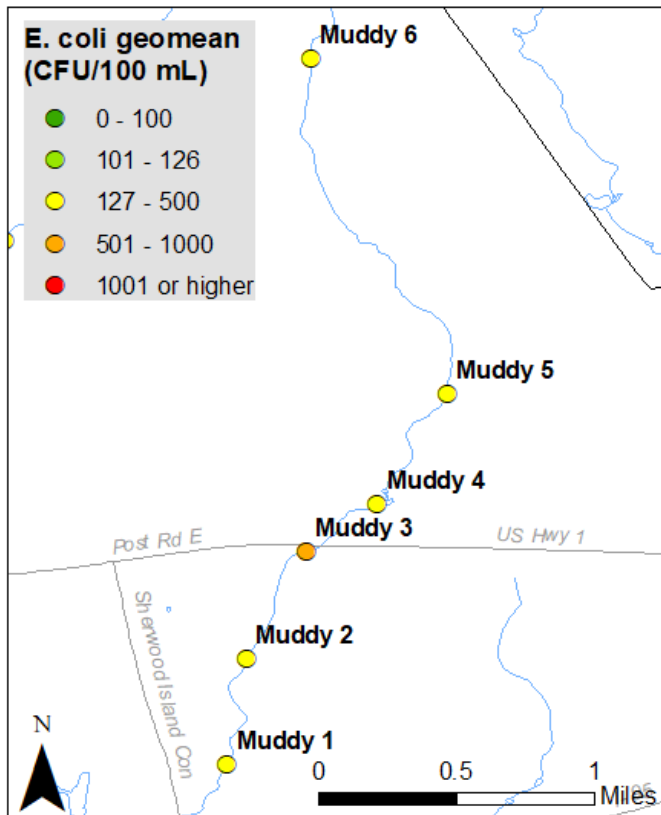 E. coli geomean
(CFU/100 mL)
0 - 100
101 - 126
127 - 500
501 - 1000
1001 or higher
Muddy 6
Muddy 5
Muddy 4
Muddy 3
Post Rd E
US Hwy 1
Sherwood Island Con
Muddy 2
Muddy 1
N
0 0.5 1
Miles